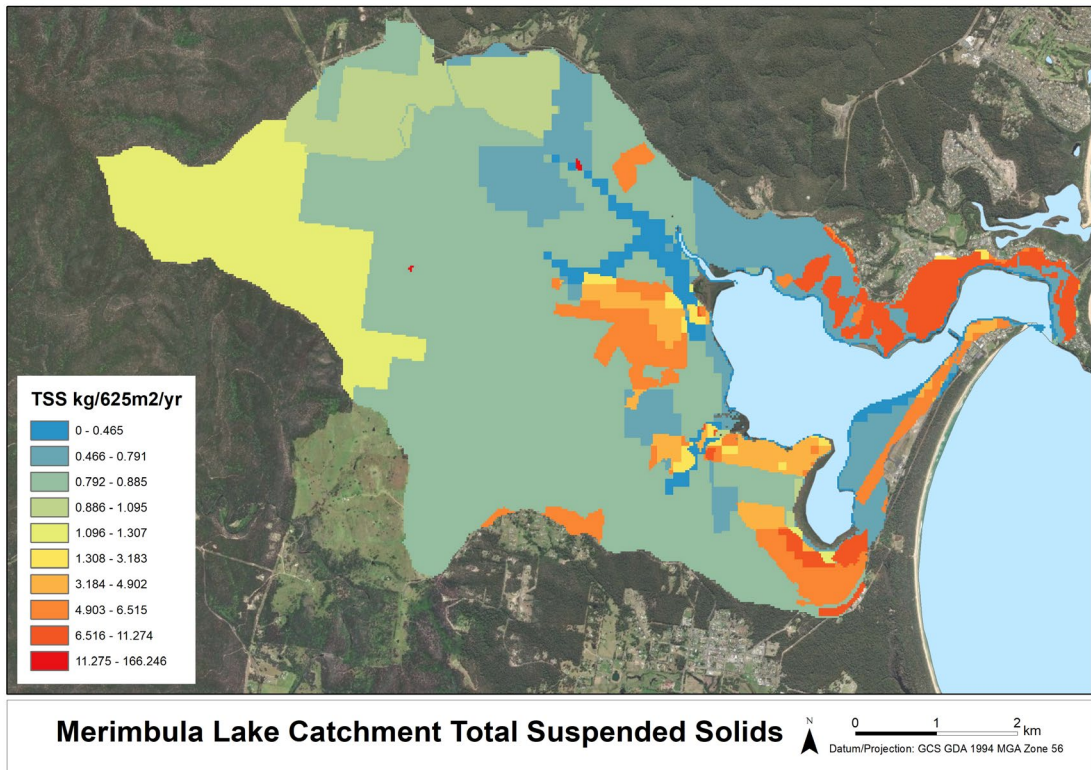 TSS kg/625m2/yr
0 - 0.465
0.466 - 0.791
0.792 - 0.885
0.886 - 1.095
1.096 - 1.307
1.308 - 3.183
3.184 - 4.902
4.903 - 6.515
6.516 - 11.274
11.275 - 166.246
Merimbula Lake Catchment Total Suspended Solids
N
0 1 2
km
Datum/Projection: GCS GDA 1994 MGA Zone 56